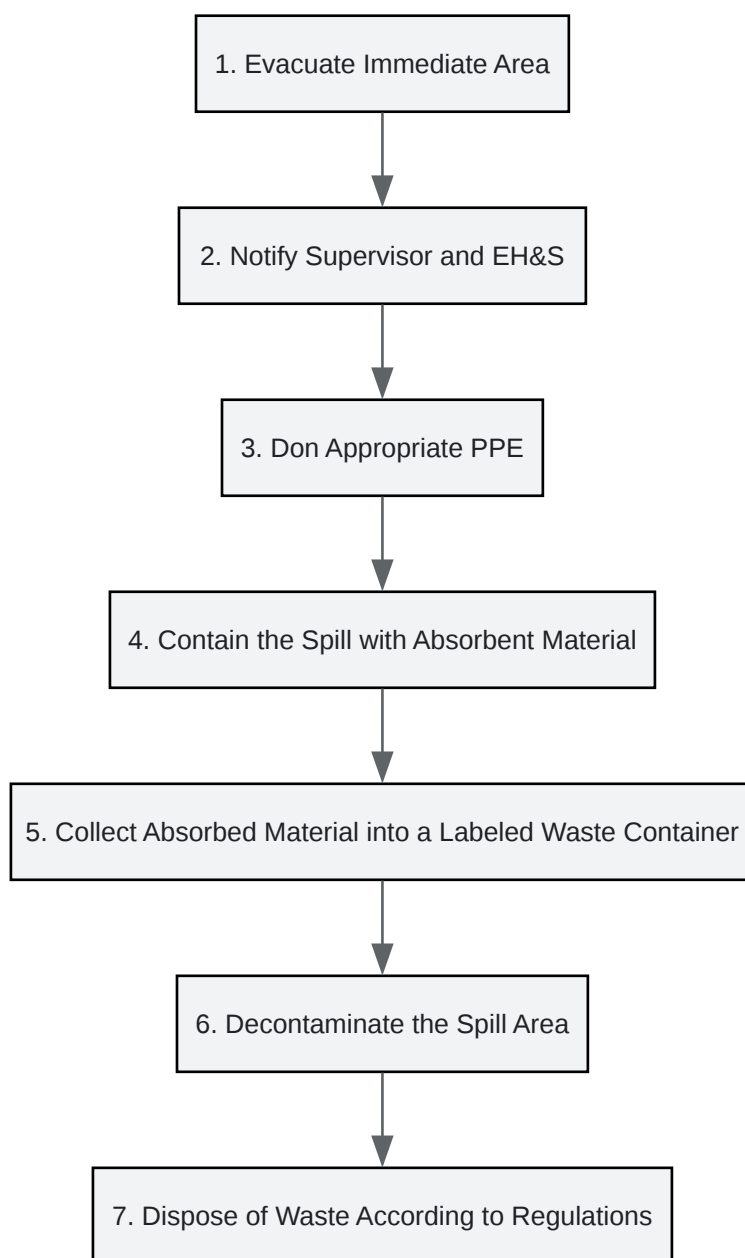 1. Evacuate Immediate Area
2. Notify Supervisor and EH&S
3. Don Appropriate PPE
4. Contain the Spill with Absorbent Material
5. Collect Absorbed Material into a Labeled Waste Container
6. Decontaminate the Spill Area
7. Dispose of Waste According to Regulations